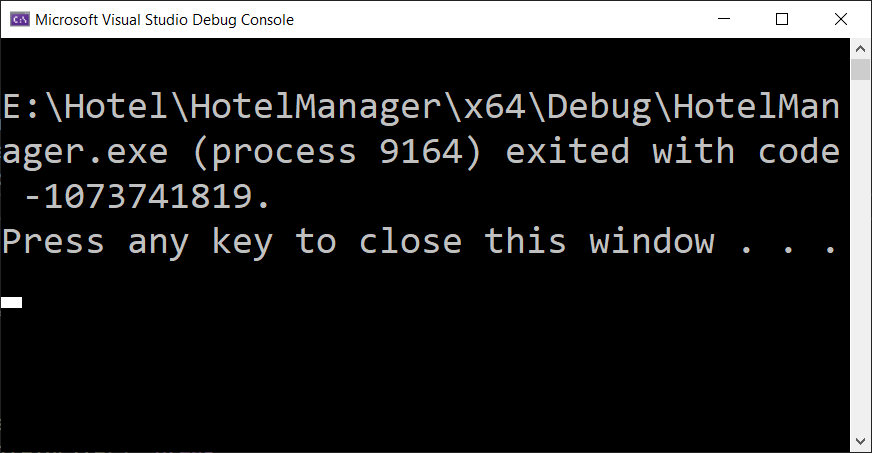 Microsoft Visual Studio Debug Console
E:\Hotel\HotelManager\x64\Debug\HotelMan
ager.exe (process 9164) exited with code
 -1073741819.
Press any key to close this window . . .